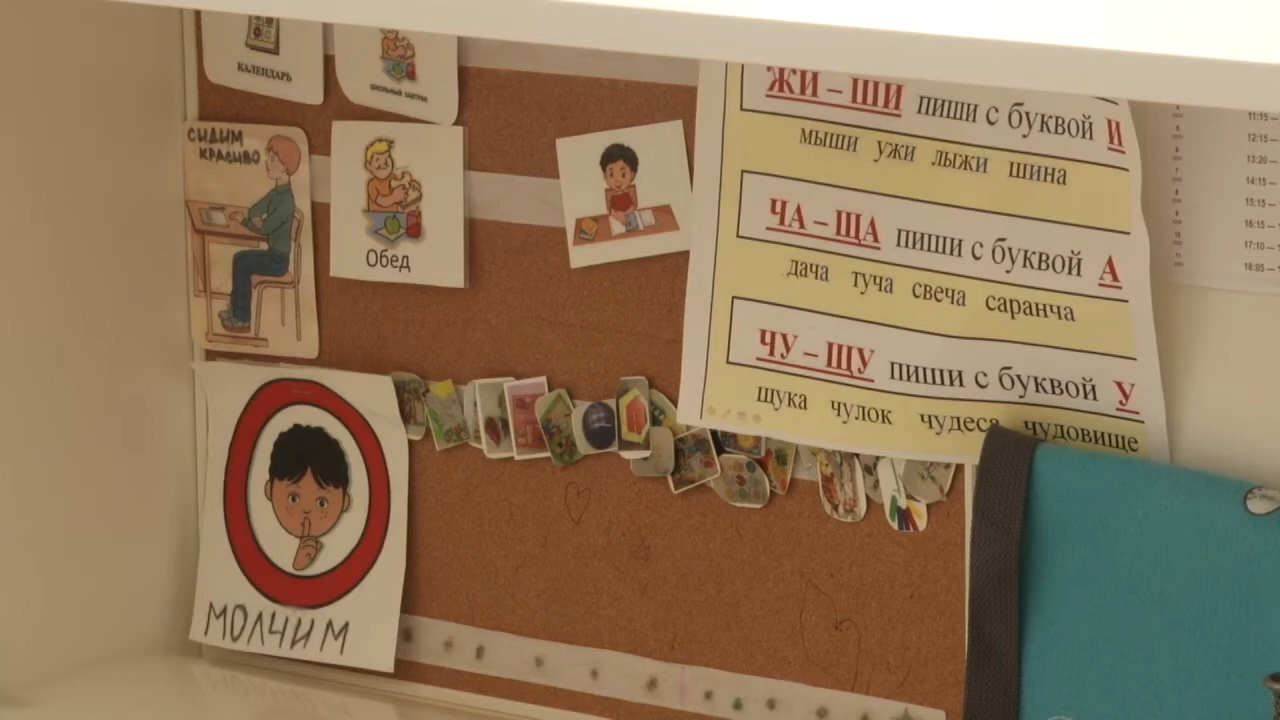 КАЛЕНДАРЬ
ШКОЛЬНЫЙ ЗАВТРАК
СИДИМ
КРАСИВО
Обед
МОЛЧИМ
ЖИ – ШИ пиши с буквой И
мыши ужи лыжи шина
ЧА – ЩА пиши с буквой А
дача туча свеча саранча
ЧУ – ЩУ пиши с буквой У
щука чулок чудеса чудовище
11:15 –
12:15 –
13:20 –
14:15 –
15:15 –
16:15 –
17:10 –
18:05 –